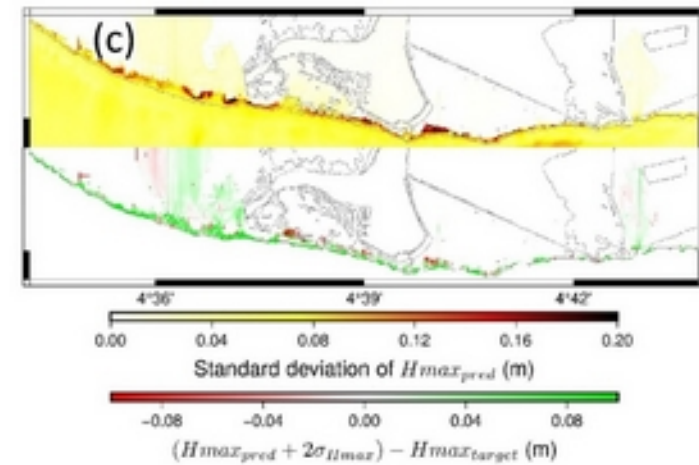 (c)
4°36' 4°39' 4°42'
0.00 0.04 0.08 0.12 0.16 0.20
Standard deviation of Hmax_pred (m)
−0.08 −0.04 0.00 0.04 0.08
(Hmax_pred + 2σ_Hmax) − Hmax_target (m)